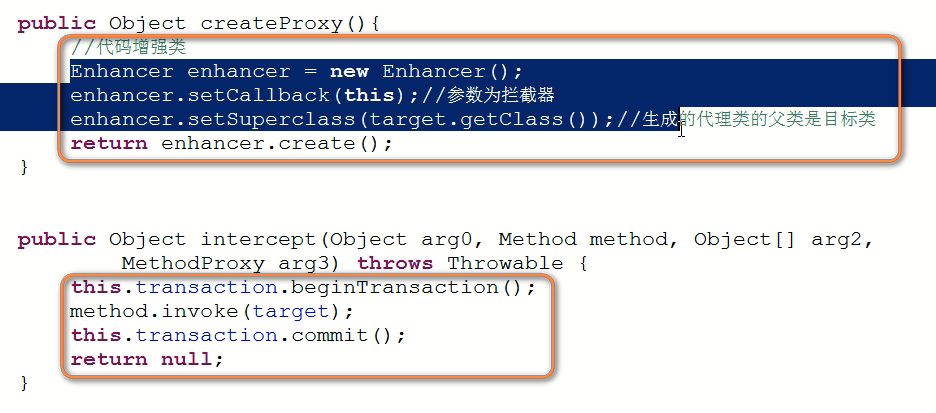 public Object createProxy(){
//代码增强类
Enhancer enhancer = new Enhancer();
enhancer.setCallback(this);//参数为拦截器
enhancer.setSuperclass(target.getClass());//生成的代理类的父类是目标类
return enhancer.create();
}
public Object intercept(Object arg0, Method method, Object[] arg2,
MethodProxy arg3) throws Throwable {
this.transaction.beginTransaction();
method.invoke(target);
this.transaction.commit();
return null;
}